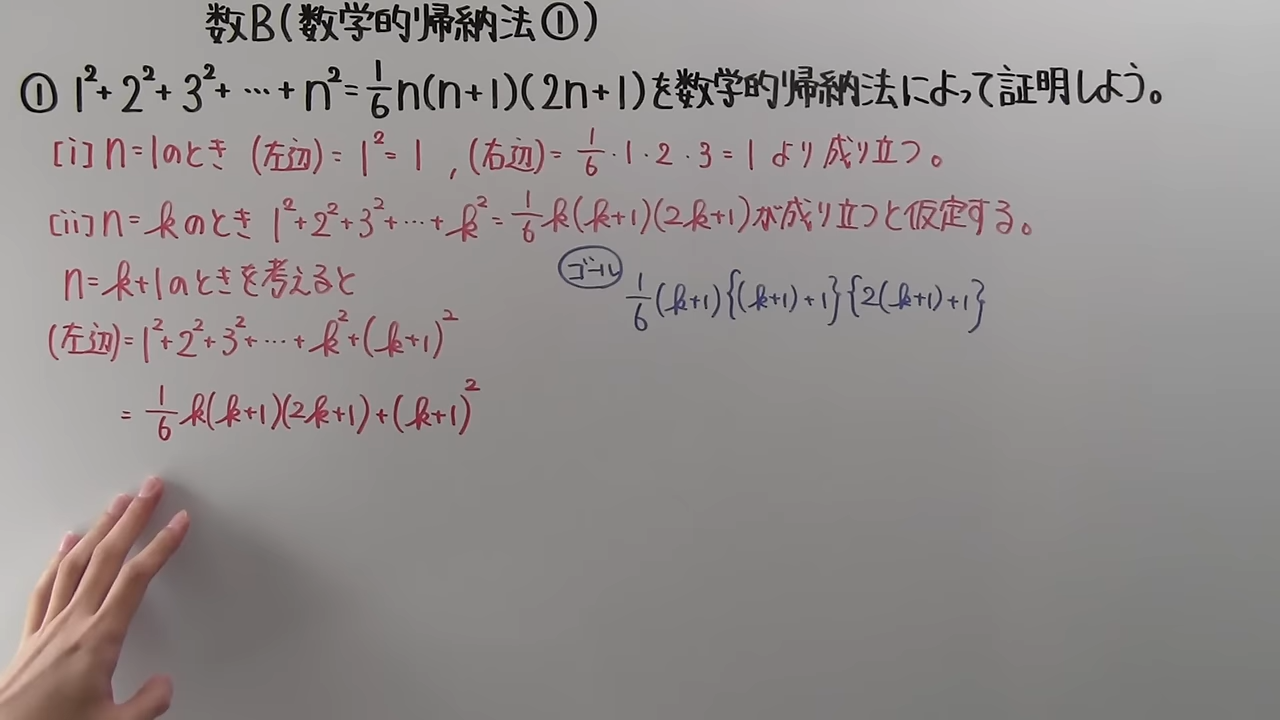 数B(数学的帰納法①)
① 1²+2²+3²+…+n²=1/6n(n+1)(2n+1)を数学的帰納法によって証明しよう。
[i]n=1のとき (左辺)=1²=1 , (右辺)=1/6・1・2・3=1 より成り立つ。
[ii]n=kのとき 1²+2²+3²+…+k²=1/6k(k+1)(2k+1)が成り立つと仮定する。
n=k+1のときを考えると
ゴール 1/6(k+1){(k+1)+1}{2(k+1)+1}
(左辺)=1²+2²+3²+…+k²+(k+1)²
=1/6k(k+1)(2k+1)+(k+1)²